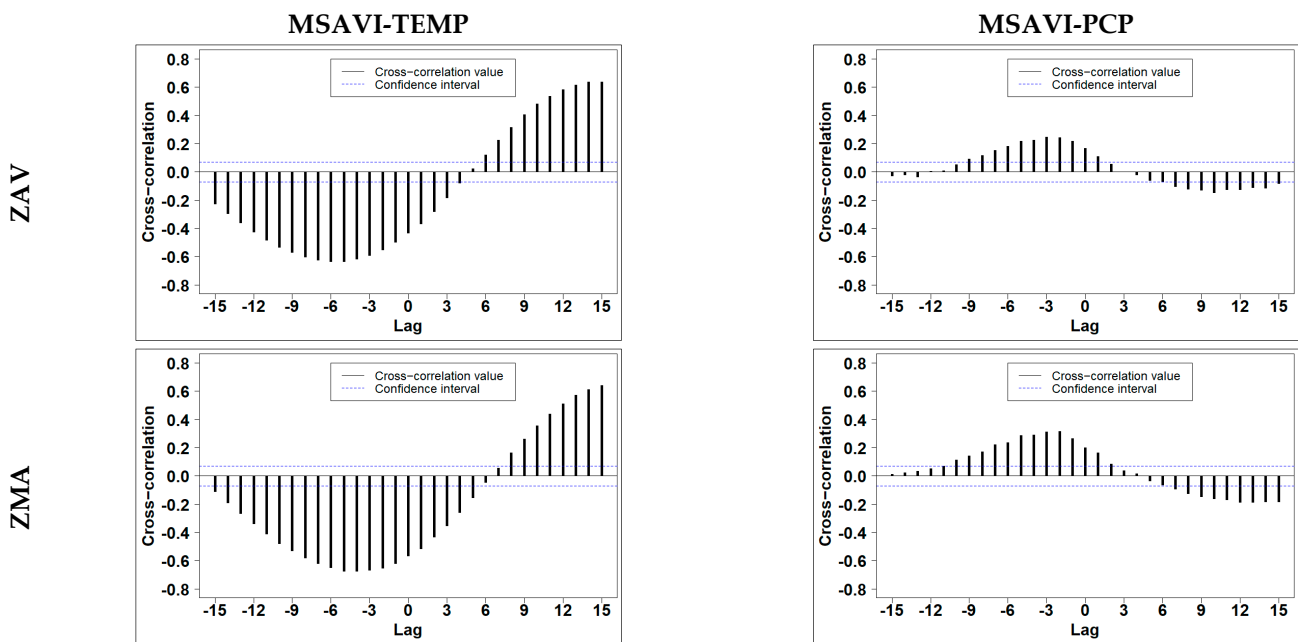 MSAVI-TEMP
MSAVI-PCP
ZAV
Cross−correlation
0.8
0.6
0.4
0.2
0.0
-0.2
-0.4
-0.6
-0.8
Cross−correlation value
Confidence interval
-15 -12 -9 -6 -3 0 3 6 9 12 15
Lag
Cross−correlation
0.8
0.6
0.4
0.2
0.0
-0.2
-0.4
-0.6
-0.8
Cross−correlation value
Confidence interval
-15 -12 -9 -6 -3 0 3 6 9 12 15
Lag
ZMA
Cross−correlation
0.8
0.6
0.4
0.2
0.0
-0.2
-0.4
-0.6
-0.8
Cross−correlation value
Confidence interval
-15 -12 -9 -6 -3 0 3 6 9 12 15
Lag
Cross−correlation
0.8
0.6
0.4
0.2
0.0
-0.2
-0.4
-0.6
-0.8
Cross−correlation value
Confidence interval
-15 -12 -9 -6 -3 0 3 6 9 12 15
Lag